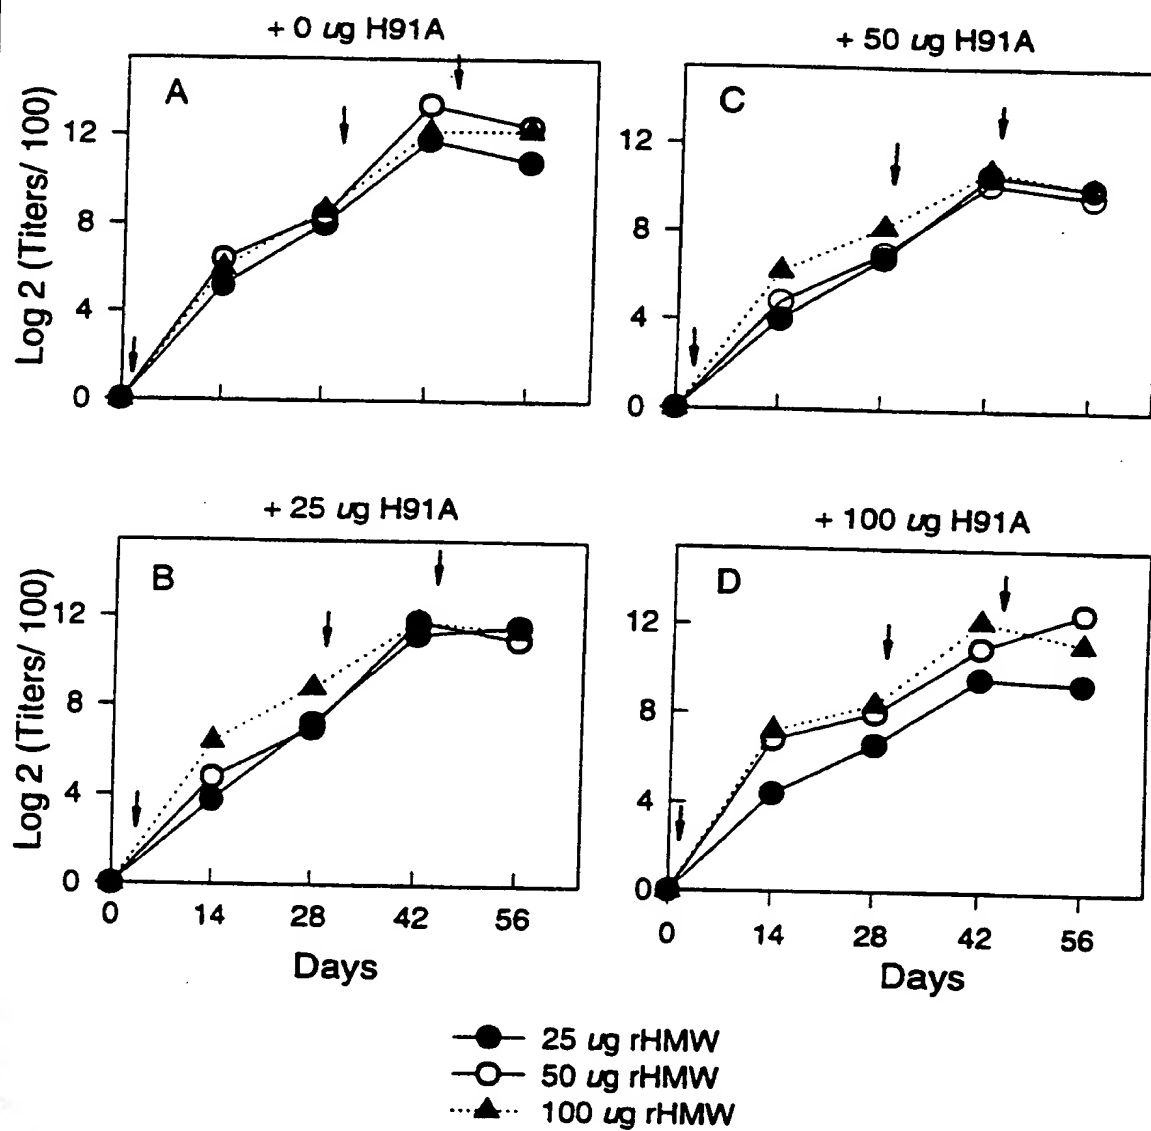 + 0 ug H91A
A
Log 2 (Titers/ 100)
12
8
4
0
+ 50 ug H91A
C
12
8
4
0
+ 25 ug H91A
B
Log 2 (Titers/ 100)
12
8
4
0
0 14 28 42 56
Days
+ 100 ug H91A
D
12
8
4
0
0 14 28 42 56
Days
25 ug rHMW
50 ug rHMW
100 ug rHMW